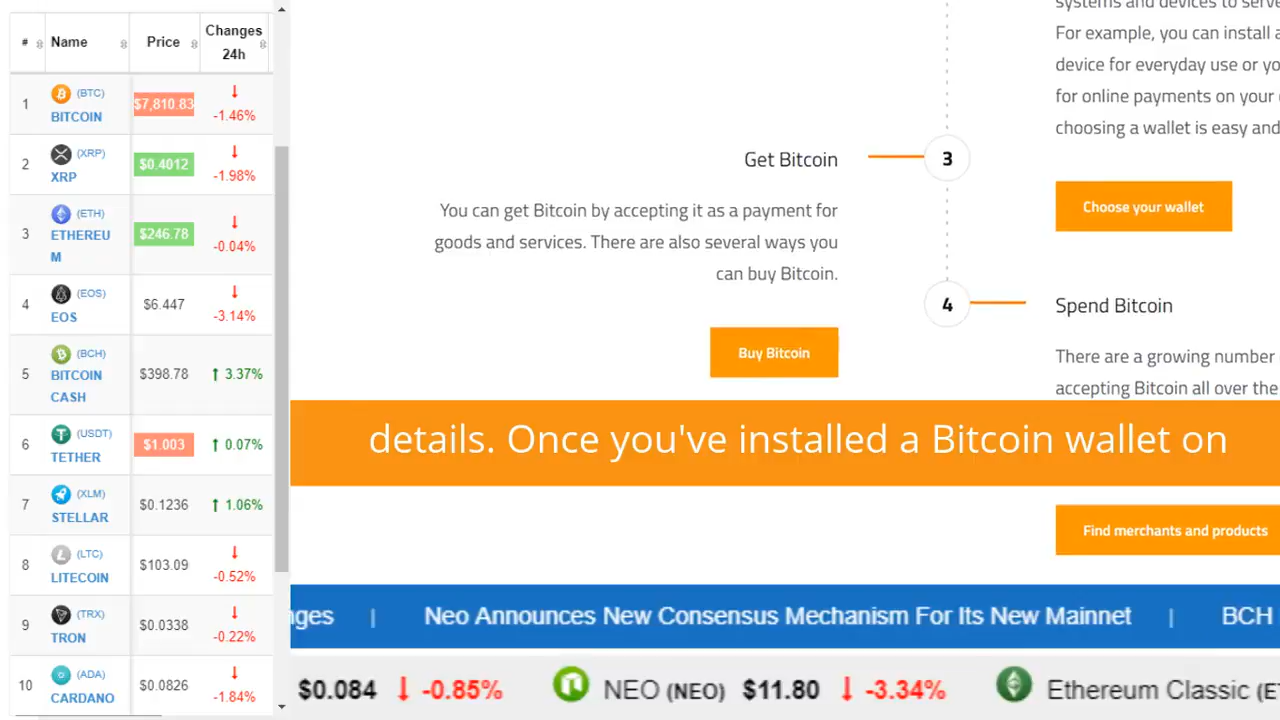 # Name Price Changes 24h
1 (BTC) BITCOIN $7,810.83 ↓ -1.46%
2 (XRP) XRP $0.4012 ↓ -1.98%
3 (ETH) ETHEREU M $246.78 ↓ -0.04%
4 (EOS) EOS $6.447 ↓ -3.14%
5 (BCH) BITCOIN CASH $398.78 ↑ 3.37%
6 (USDT) TETHER $1.003 ↑ 0.07%
7 (XLM) STELLAR $0.1236 ↑ 1.06%
8 (LTC) LITECOIN $103.09 ↓ -0.52%
9 (TRX) TRON $0.0338 ↓ -0.22%
10 (ADA) CARDANO $0.0826 ↓ -1.84%
systems and devices to serve
For example, you can install a
device for everyday use or yo
for online payments on your
choosing a wallet is easy and
Choose your wallet
Get Bitcoin
3
You can get Bitcoin by accepting it as a payment for
goods and services. There are also several ways you
can buy Bitcoin.
Buy Bitcoin
4
Spend Bitcoin
There are a growing number
accepting Bitcoin all over the
details. Once you've installed a Bitcoin wallet on
Find merchants and products
nges | Neo Announces New Consensus Mechanism For Its New Mainnet | BCH
$0.084 ↓ -0.85% NEO (NEO) $11.80 ↓ -3.34% Ethereum Classic (ET